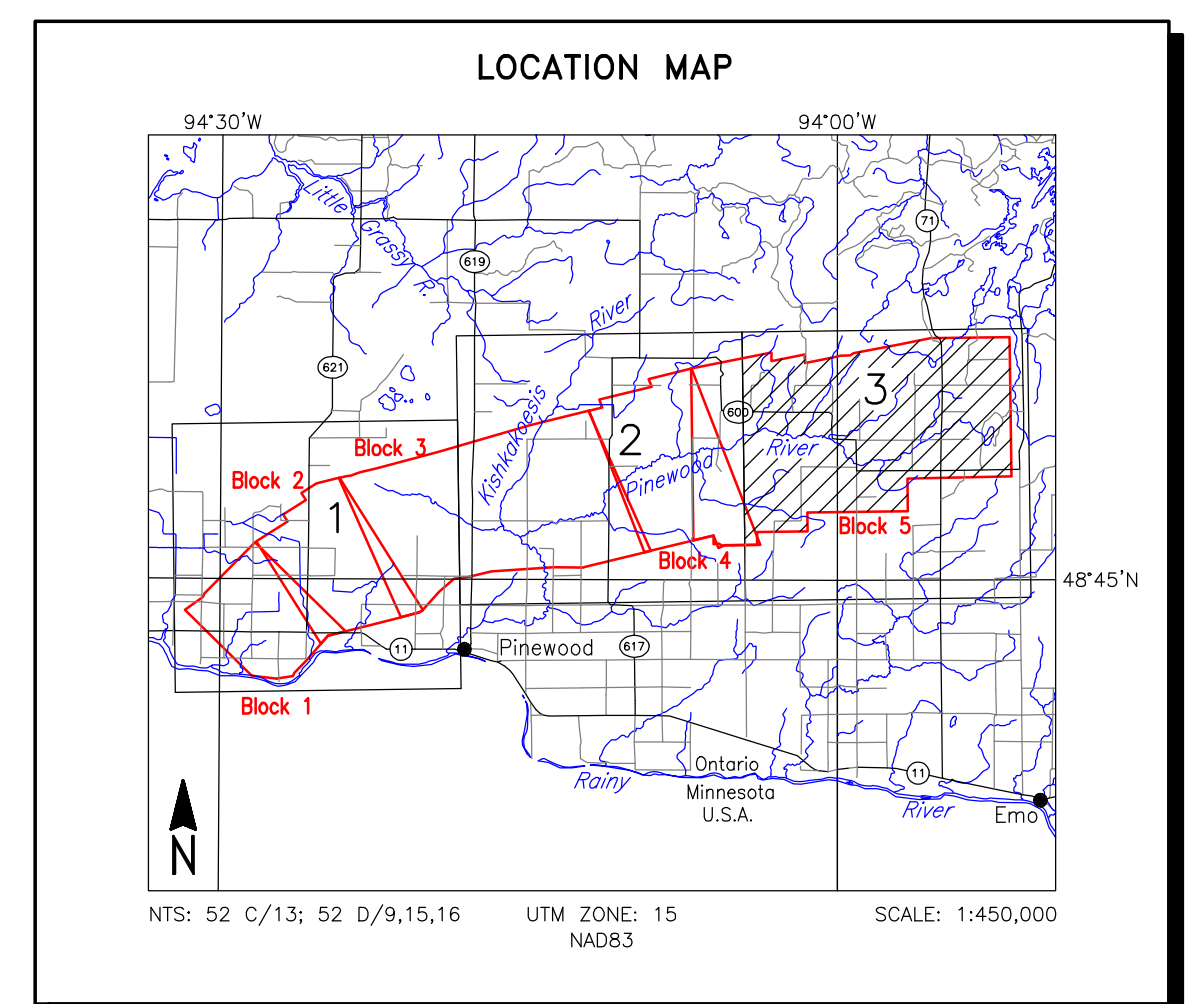 LOCATION MAP
94°30'W
94°00'W
Little
Grassy R.
71
619
River
621
3
600
2
Kishkakoesis
Block 3
River
Pinewood
Block 2
1
Block 5
Block 4
48°45'N
11
Pinewood
617
Block 1
Ontario
11
Rainy
Minnesota
U.S.A.
River
Emo
N
NTS: 52 C/13; 52 D/9,15,16
UTM ZONE: 15
SCALE: 1:450,000
NAD83